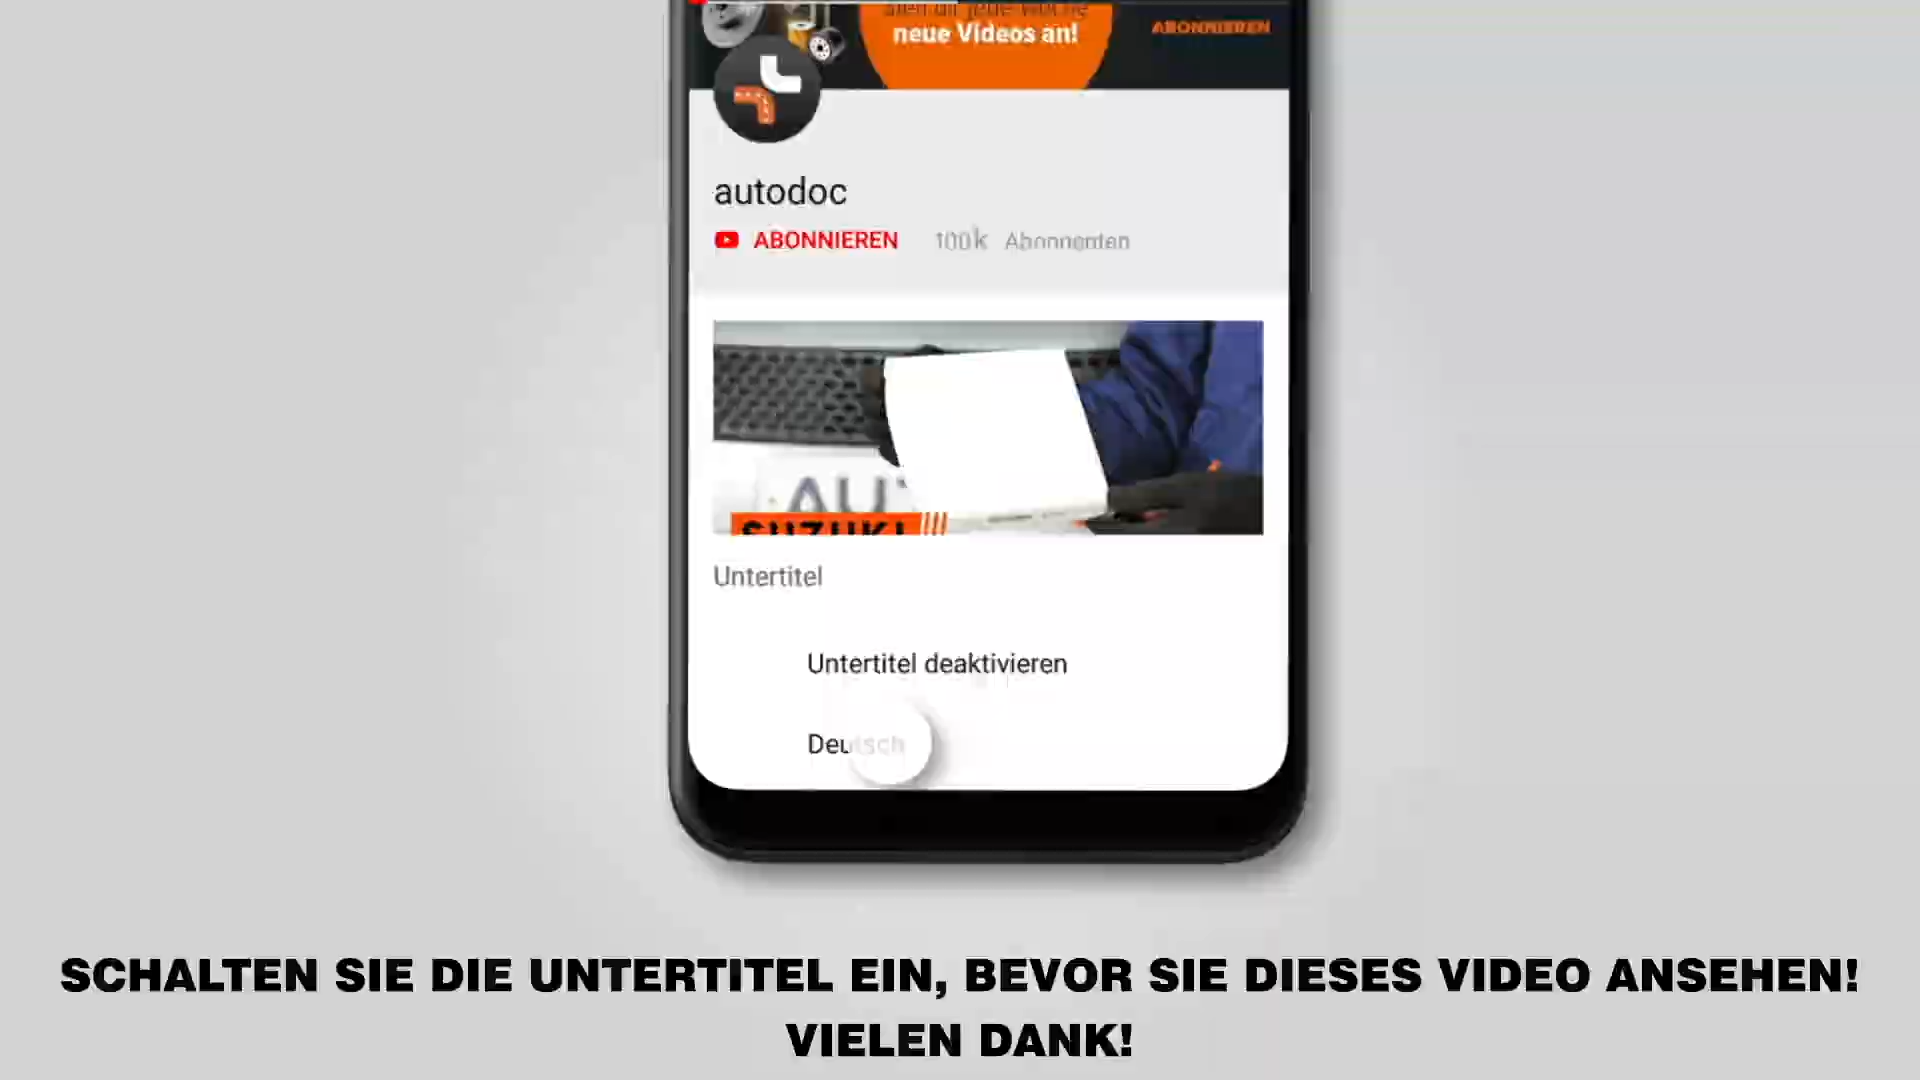 neue Videos an!
ABONNIEREN
autodoc
ABONNIEREN 100k Abonnenten
AU
SUZUKI
Untertitel
Untertitel deaktivieren
Deutsch
SCHALTEN SIE DIE UNTERTITEL EIN, BEVOR SIE DIESES VIDEO ANSEHEN!
VIELEN DANK!